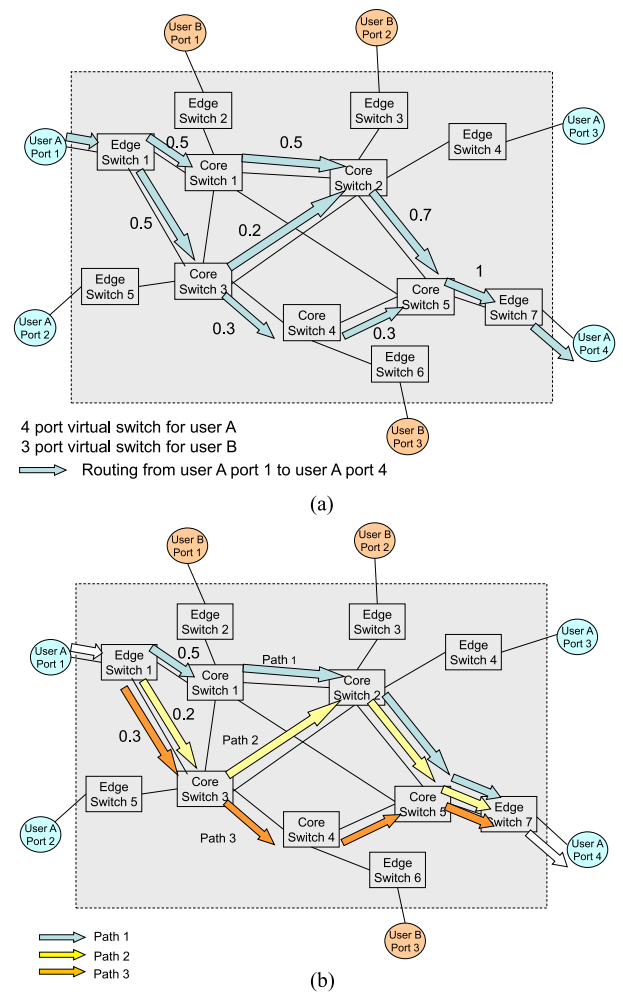 User B
Port 1
User B
Port 2
User A
Port 1
Edge
Switch 1
Edge
Switch 2
Edge
Switch 3
Edge
Switch 4
User A
Port 3
0.5
Core
Switch 1
0.5
Core
Switch 2
0.5
0.2
0.7
Edge
Switch 5
Core
Switch 3
Core
Switch 5
1
User A
Port 2
0.3
Core
Switch 4
0.3
Edge
Switch 7
User A
Port 4
Edge
Switch 6
User B
Port 3
4 port virtual switch for user A
3 port virtual switch for user B
Routing from user A port 1 to user A port 4
(a)
User B
Port 1
User B
Port 2
Edge
Switch 2
Edge
Switch 3
User A
Port 3
User A
Port 1
Edge
Switch 1
0.5
Path 1
Edge
Switch 4
Core
Switch 1
Core
Switch 2
0.2
0.3
Path 2
Edge
Switch 5
Core
Switch 3
Core
Switch 5
User A
Port 2
Path 3
Core
Switch 4
Edge
Switch 7
User A
Port 4
Edge
Switch 6
User B
Port 3
Path 1
Path 2
Path 3
(b)